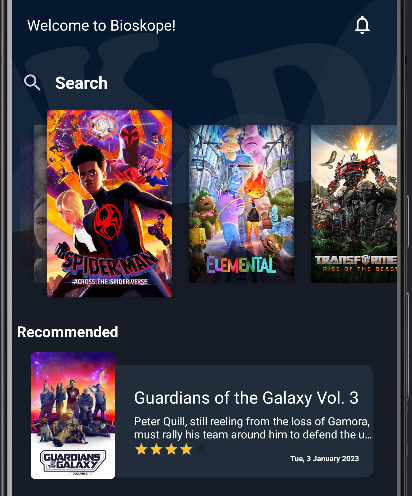 Welcome to Bioskope!
Search
SPIDER-MAN
ACROSS THE SPIDER-VERSE
ELEMENTAL
TRANSFORME
RISE OF THE BEAST
Recommended
Guardians of the Galaxy Vol. 3
Peter Quill, still reeling from the loss of Gamora,
must rally his team around him to defend the u...
Tue, 3 January 2023
GUARDIANS
OF THE GALAXY